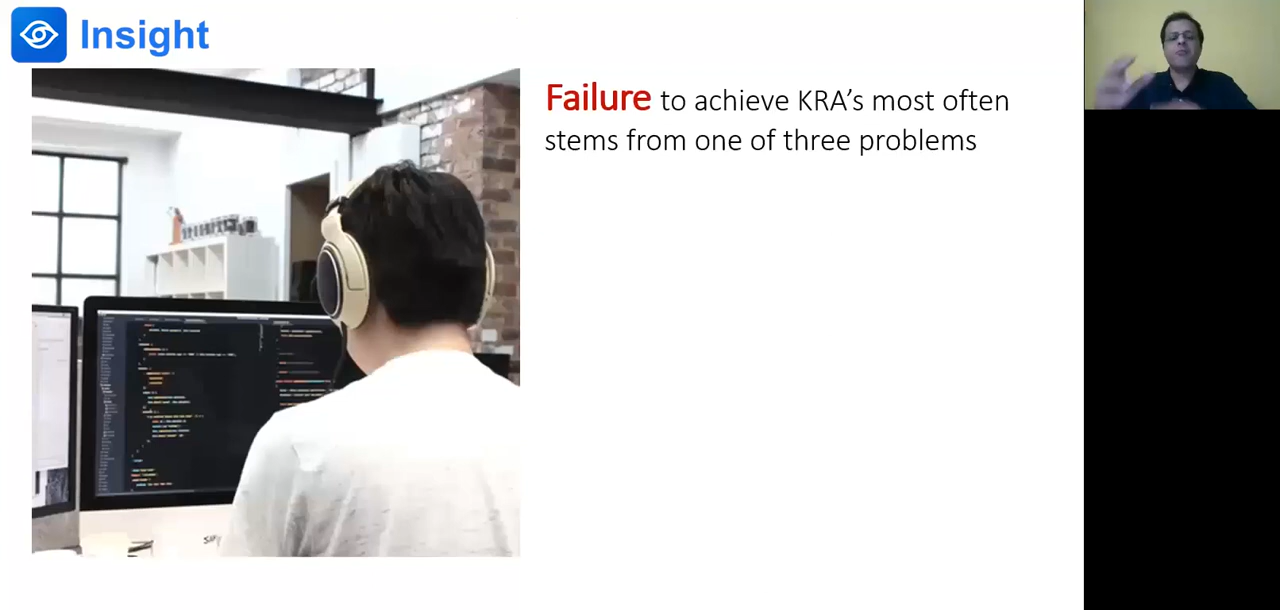 Insight
Failure to achieve KRA’s most often
stems from one of three problems